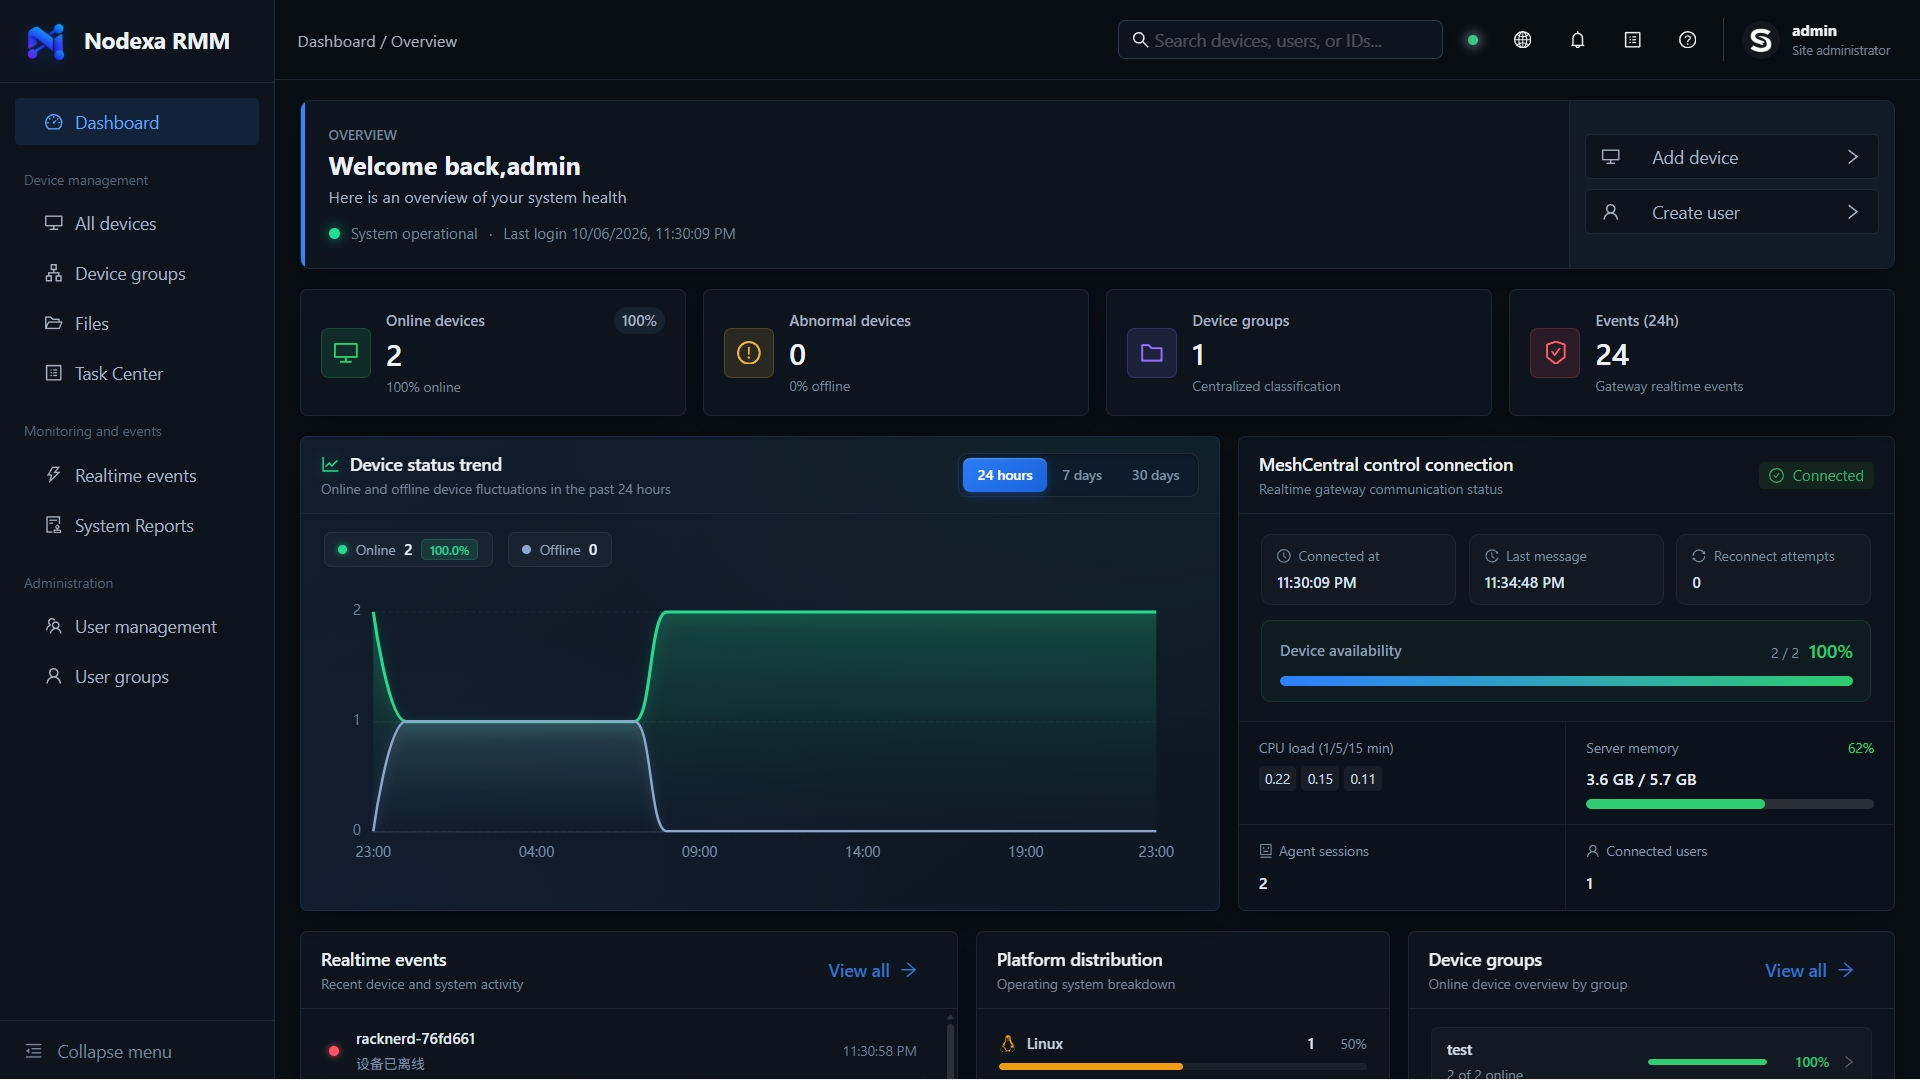 Nodexa RMM
Dashboard / Overview
Search devices, users, or IDs...
admin
Site administrator
Dashboard
Device management
All devices
Device groups
Files
Task Center
Monitoring and events
Realtime events
System Reports
Administration
User management
User groups
Collapse menu
OVERVIEW
Welcome back,admin
Here is an overview of your system health
System operational · Last login 10/06/2026, 11:30:09 PM
Add device
Create user
Online devices
100%
2
100% online
Abnormal devices
0
0% offline
Device groups
1
Centralized classification
Events (24h)
24
Gateway realtime events
Device status trend
Online and offline device fluctuations in the past 24 hours
24 hours 7 days 30 days
Online 2 100.0% Offline 0
2
1
0
23:00 04:00 09:00 14:00 19:00 23:00
MeshCentral control connection
Realtime gateway communication status
Connected
Connected at
11:30:09 PM
Last message
11:34:48 PM
Reconnect attempts
0
Device availability
2 / 2 100%
CPU load (1/5/15 min)
0.22 0.15 0.11
Server memory
62%
3.6 GB / 5.7 GB
Agent sessions
2
Connected users
1
Realtime events
Recent device and system activity
View all
racknerd-76fd661
设备已离线
11:30:58 PM
Platform distribution
Operating system breakdown
Linux
1 50%
Device groups
Online device overview by group
View all
test
2 of 2 online
100%